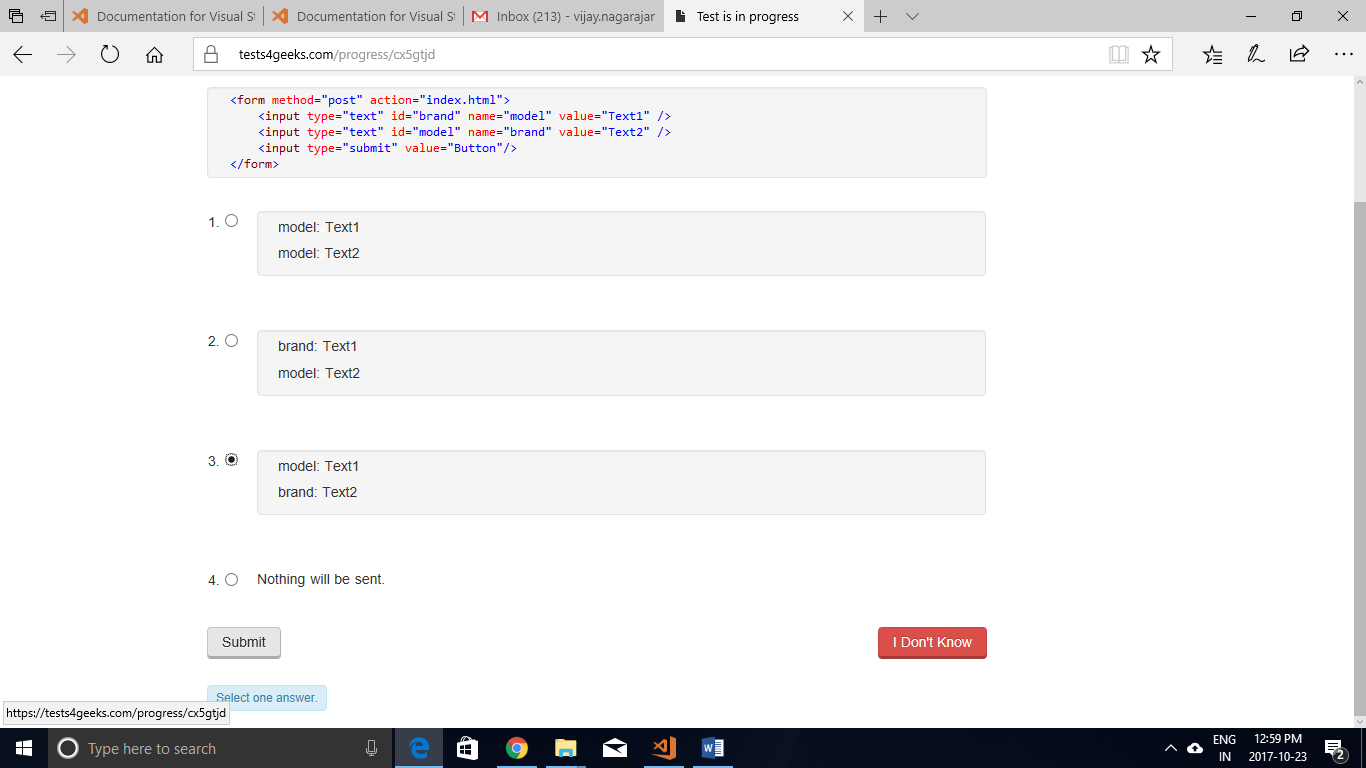 Documentation for Visual St
Documentation for Visual St
Inbox (213) - vijay.nagarajar
Test is in progress
tests4geeks.com/progress/cx5gtjd
<form method="post" action="index.html">
<input type="text" id="brand" name="model" value="Text1" />
<input type="text" id="model" name="brand" value="Text2" />
<input type="submit" value="Button"/>
</form>
1.
model: Text1
model: Text2
2.
brand: Text1
model: Text2
3.
model: Text1
brand: Text2
4. Nothing will be sent.
Submit
I Don't Know
Select one answer.
https://tests4geeks.com/progress/cx5gtjd
Type here to search
ENG
IN
12:59 PM
2017-10-23
2